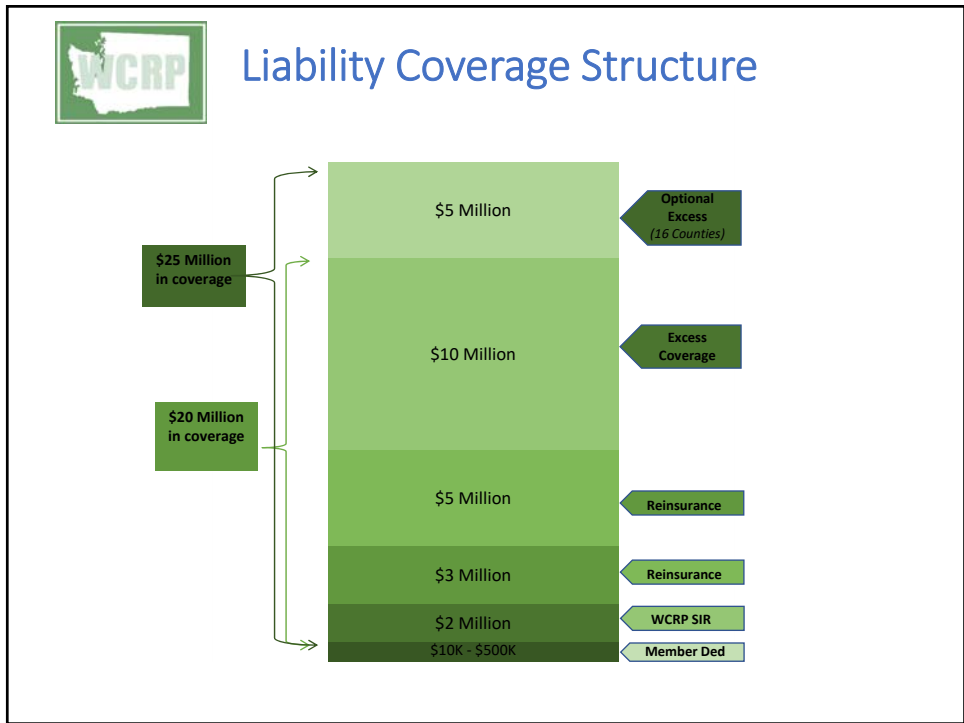 WCRP
Liability Coverage Structure
$5 Million
Optional
Excess
(16 Counties)
$25 Million
in coverage
$10 Million
Excess
Coverage
$20 Million
in coverage
$5 Million
Reinsurance
$3 Million
Reinsurance
$2 Million
WCRP SIR
$10K - $500K
Member Ded